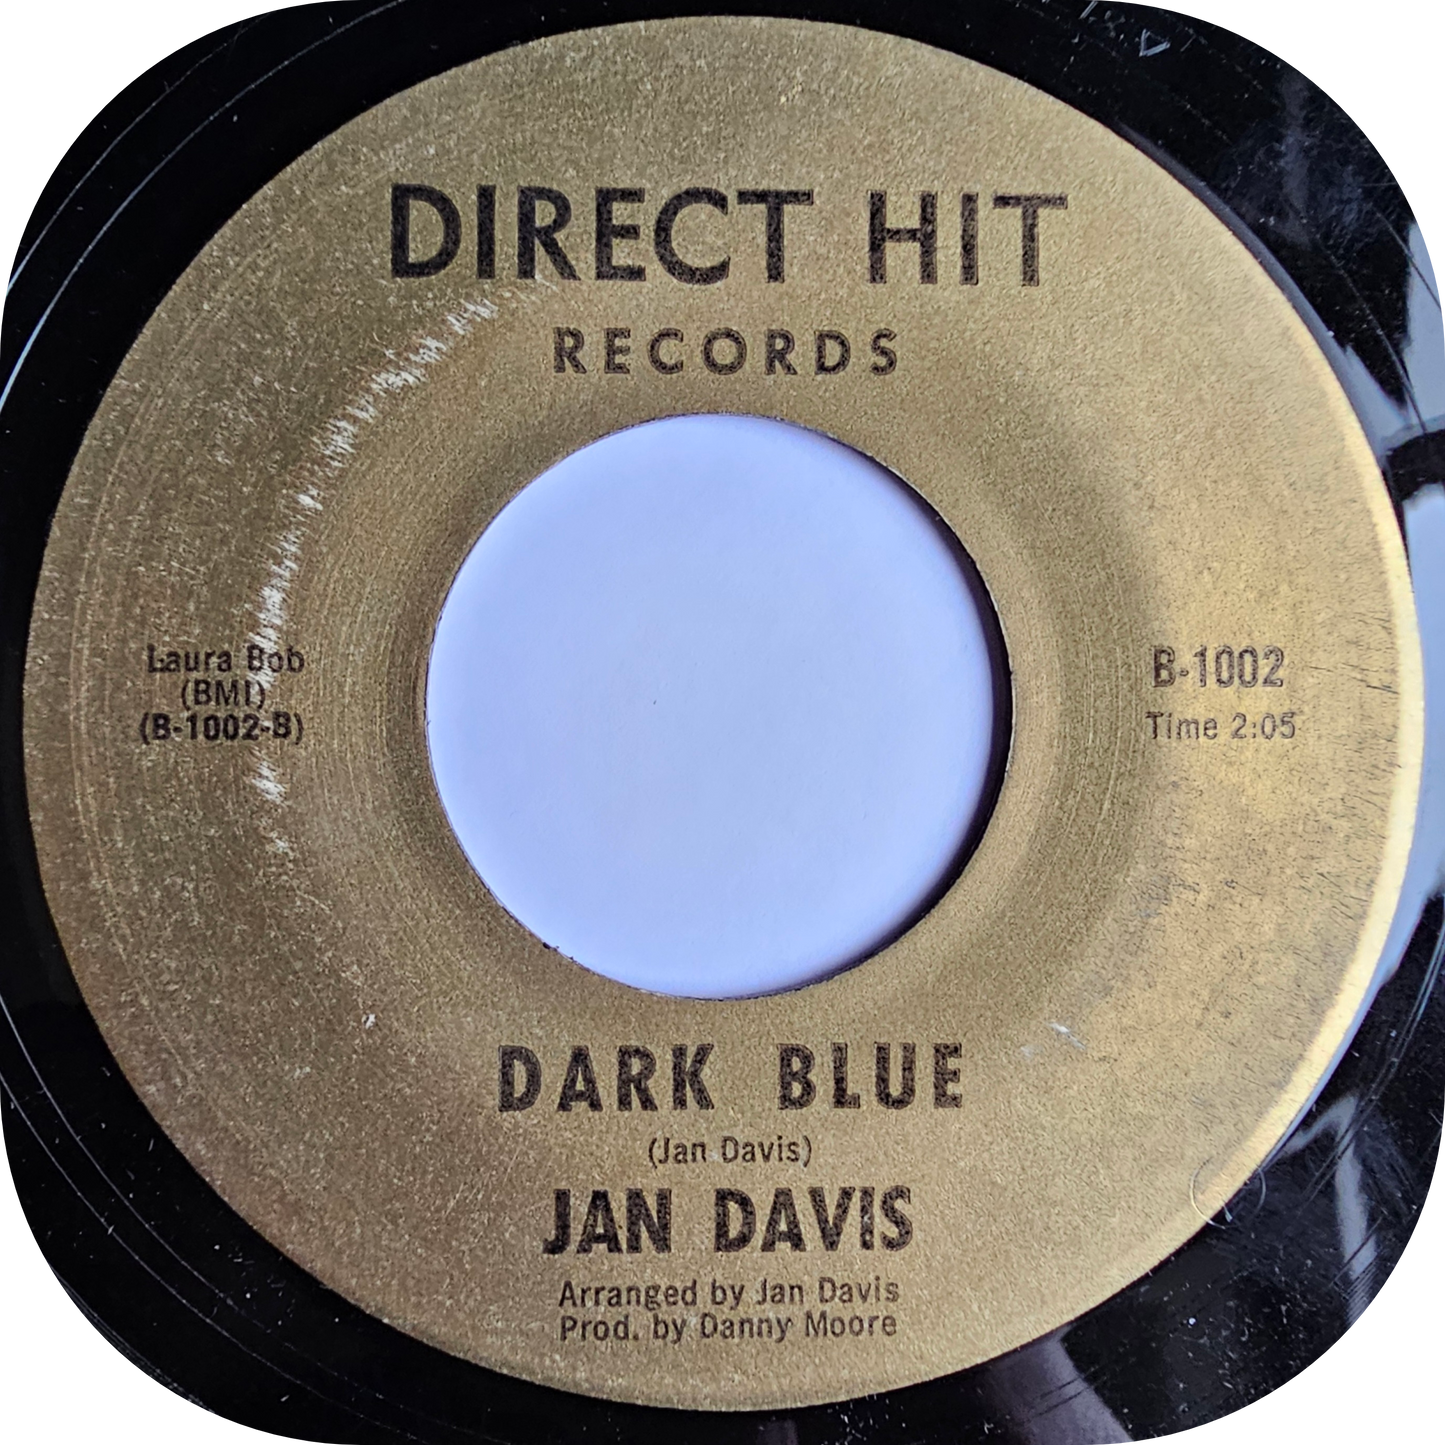 DIRECT HIT
RECORDS
Laura Bob
(BMI)
(B-1002-B)
B-1002
Time 2:05
DARK BLUE
(Jan Davis)
JAN DAVIS
Arranged by Jan Davis
Prod. by Danny Moore